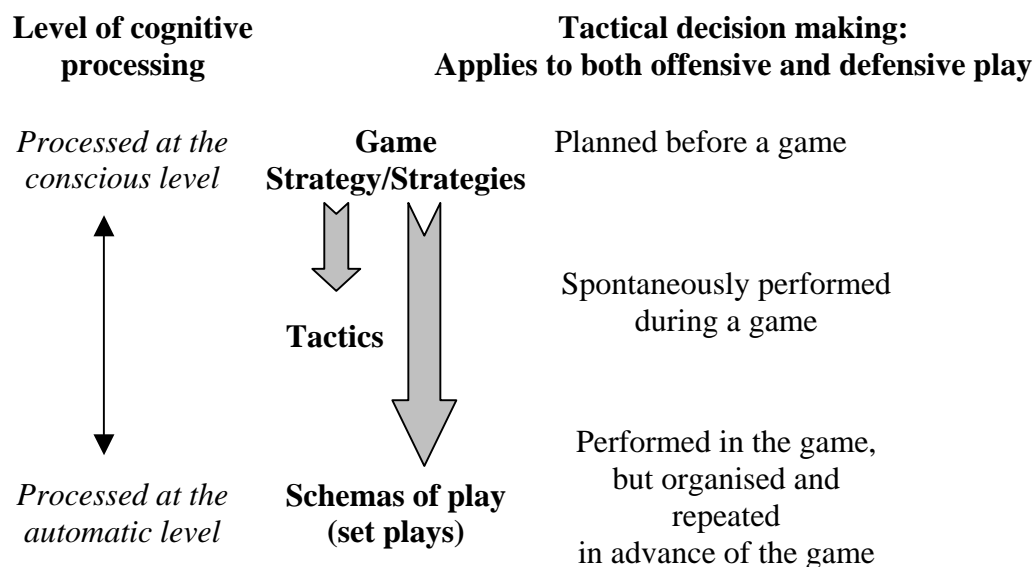 Level of cognitive
processing
Tactical decision making:
Applies to both offensive and defensive play
Processed at the
conscious level
Game
Strategy/Strategies
Planned before a game
Tactics
Spontaneously performed
during a game
Processed at the
automatic level
Schemas of play
(set plays)
Performed in the game,
but organised and
repeated
in advance of the game